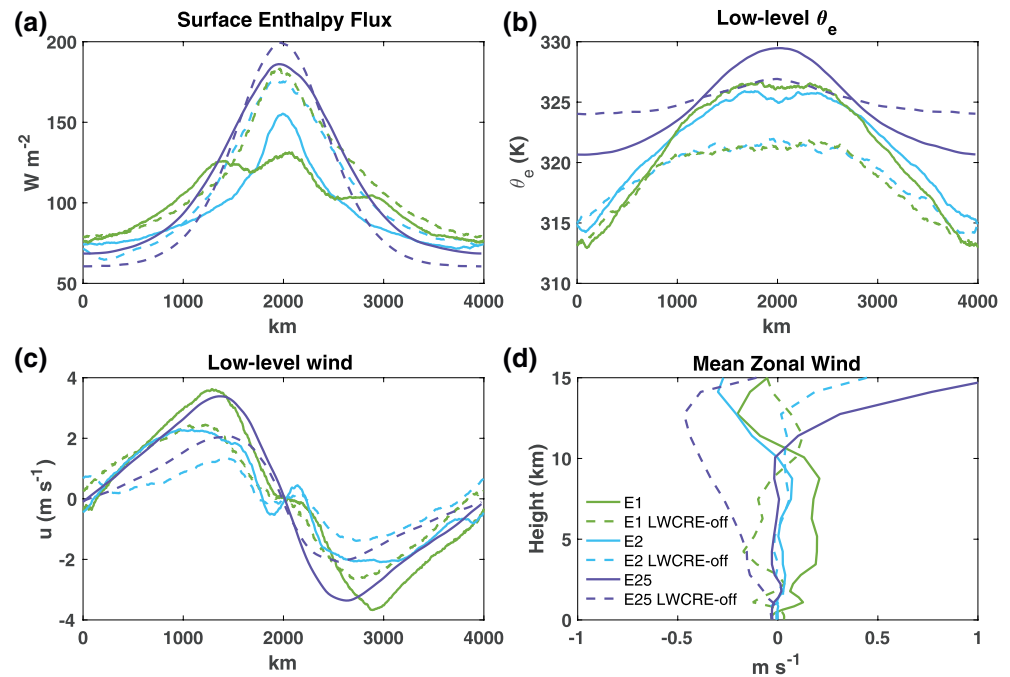 (a) Surface Enthalpy Flux
200
150
100
50
W m-2
0 1000 2000 3000 4000
km
(b) Low-level θe
330
325
320
315
310
θe (K)
0 1000 2000 3000 4000
km
(c) Low-level wind
4
2
0
-2
-4
u (m s-1)
0 1000 2000 3000 4000
km
(d) Mean Zonal Wind
15
10
5
0
Height (km)
E1
E1 LWCRE-off
E2
E2 LWCRE-off
E25
E25 LWCRE-off
-1 -0.5 0 0.5 1
m s-1